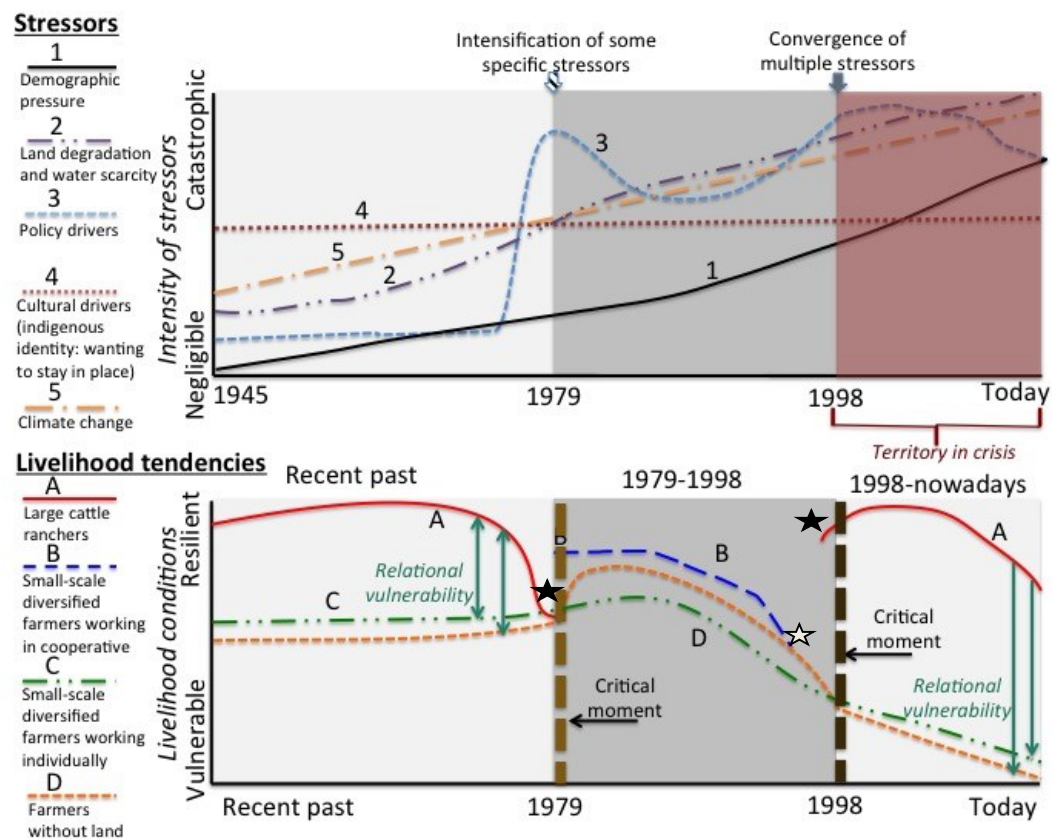 Stressors
1
Demographic
pressure
2
Land degradation
and water scarcity
3
Policy drivers
4
Cultural drivers
(indigenous
identity: wanting
to stay in place)
5
Climate change
Intensification of some
specific stressors
Convergence of
multiple stressors
Intensity of stressors
Catastrophic
Negligible
3
4
5
2
1
1945
1979
1998
Today
Territory in crisis
Livelihood tendencies
A
Large cattle
ranchers
B
Small-scale
diversified
farmers working
in cooperative
C
Small-scale
diversified
farmers working
individually
D
Farmers
without land
Recent past
1979-1998
1998-nowadays
Livelihood conditions
Resilient
Vulnerable
A
Relational
vulnerability
C
B
B
D
Critical
moment
Critical
moment
A
Relational
vulnerability
Recent past
1979
1998
Today